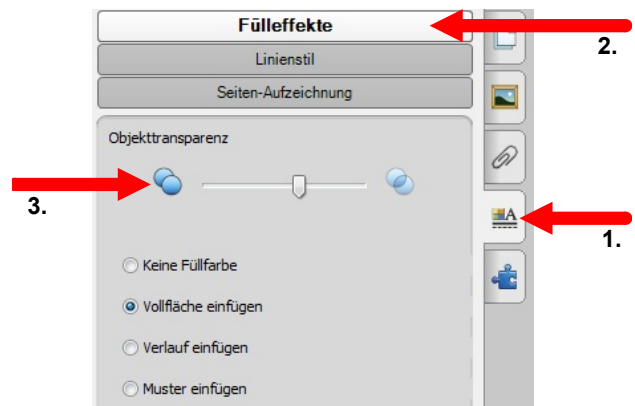 Fülleffekte
2.
Linienstil
Seiten-Aufzeichnung
Objekttransparenz
3.
A
1.
Keine Füllfarbe
Vollfläche einfügen
Verlauf einfügen
Muster einfügen